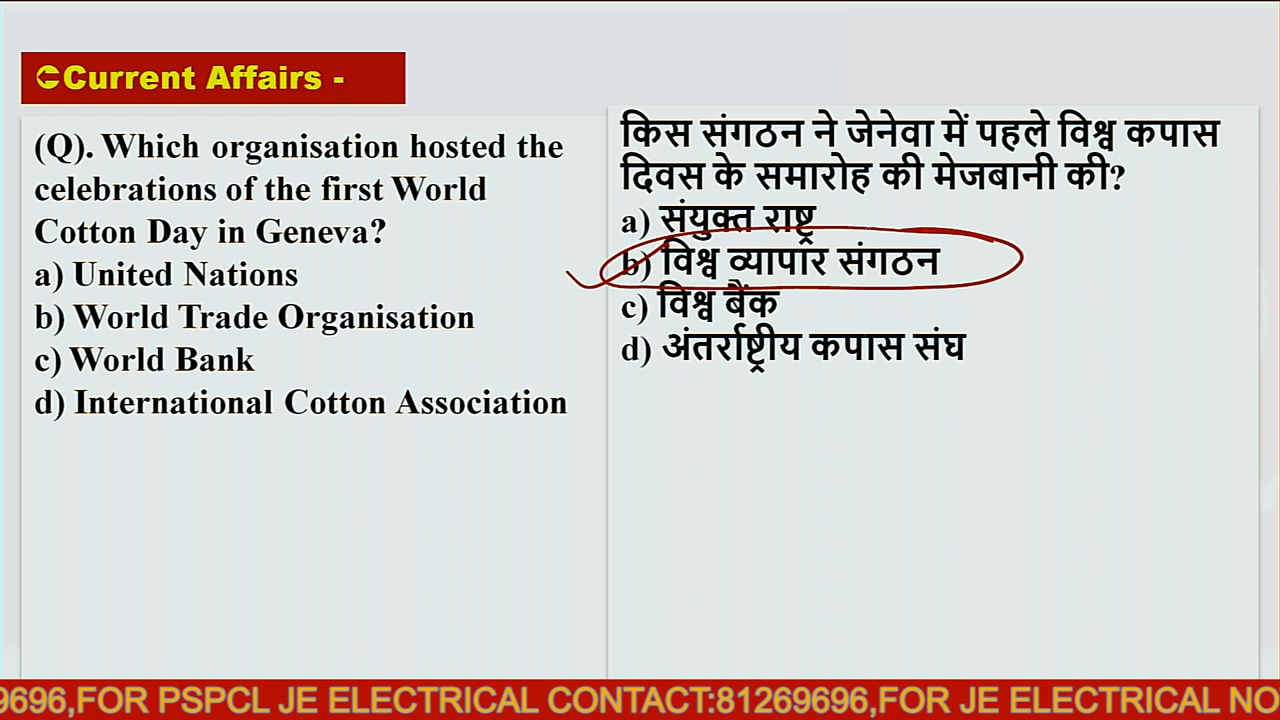 Current Affairs -
(Q). Which organisation hosted the
celebrations of the first World
Cotton Day in Geneva?
a) United Nations
b) World Trade Organisation
c) World Bank
d) International Cotton Association
किस संगठन ने जेनेवा में पहले विश्व कपास
दिवस के समारोह की मेजबानी की?
a) संयुक्त राष्ट्र
b) विश्व व्यापार संगठन
c) विश्व बैंक
d) अंतर्राष्ट्रीय कपास संघ
9696,FOR PSPCL JE ELECTRICAL CONTACT:81269696,FOR JE ELECTRICAL NO